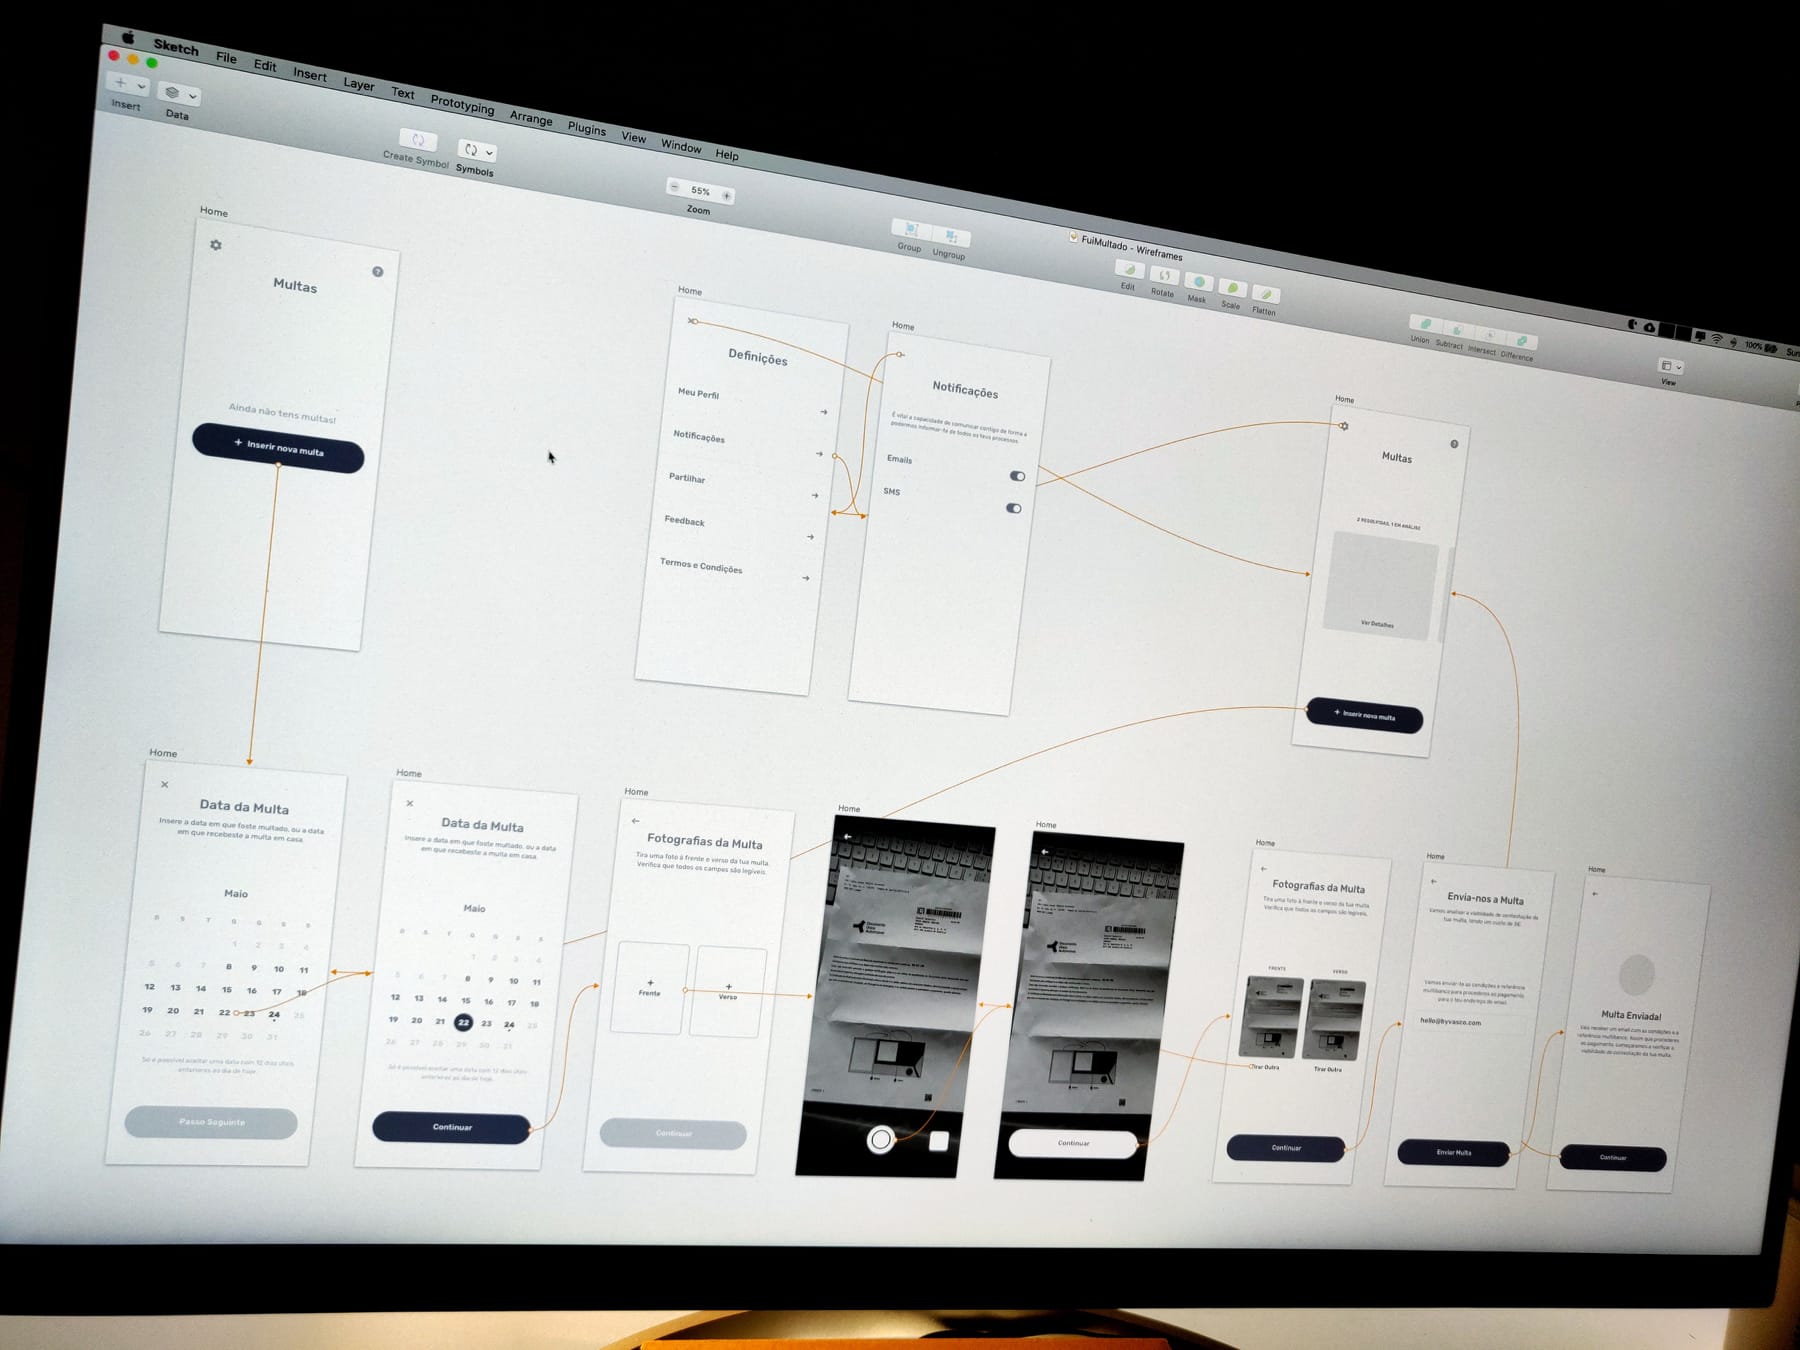 Sketch File Edit Insert Layer Text Prototyping Arrange Plugins View Window Help
100%
Insert
Data
Create Symbol
Symbols
55%
Zoom
Group
Ungroup
FuiMultado - Wireframes
Edit
Rotate
Mask
Scale
Flatten
Union
Subtract
Intersect
Difference
View
Home
Multas
Ainda não tens multas!
+ Inserir nova multa
Home
Definições
Meu Perfil
Notificações
Partilhar
Feedback
Termos e Condições
Home
Notificações
É vital a capacidade de comunicar contigo de forma a
podermos informar-te de todos os teus processos.
Emails
SMS
Home
Multas
2 RESOLVIDAS, 1 EM ANÁLISE
Ver Detalhes
+ Inserir nova multa
Home
Data da Multa
Insere a data em que foste multado, ou a data
em que recebeste a multa em casa.
Maio
D S T Q Q S S
1 2 3 4
5 6 7 8 9 10 11
12 13 14 15 16 17 18
19 20 21 22 23 24 25
26 27 28 29 30 31
Só é possível aceitar uma data com 12 dias úteis
anteriores ao dia de hoje.
Passo Seguinte
Home
Data da Multa
Insere a data em que foste multado, ou a data
em que recebeste a multa em casa.
Maio
D S T Q Q S S
1 2 3 4
5 6 7 8 9 10 11
12 13 14 15 16 17 18
19 20 21 22 23 24 25
26 27 28 29 30 31
Só é possível aceitar uma data com 12 dias úteis
anteriores ao dia de hoje.
Continuar
Home
Fotografias da Multa
Tira uma foto à frente e verso da tua multa.
Verifica que todos os campos são legíveis.
+
Frente
+
Verso
Continuar
Home
Home
Continuar
Home
Fotografias da Multa
Tira uma foto à frente e verso da tua multa.
Verifica que todos os campos são legíveis.
FRENTE
VERSO
Tirar Outra
Tirar Outra
Continuar
Home
Envia-nos a Multa
Vamos analisar a viabilidade de contestação da
tua multa, tendo um custo de 3€.
Vamos enviar-te as condições e referência
multibanco para procederes ao pagamento
para o teu endereço de email.
hello@byvasco.com
Enviar Multa
Home
Multa Enviada!
Vais receber um email com as condições e a
referência multibanco. Assim que procederes
ao pagamento, começaremos a verificar a
viabilidade de contestação da tua multa.
Continuar